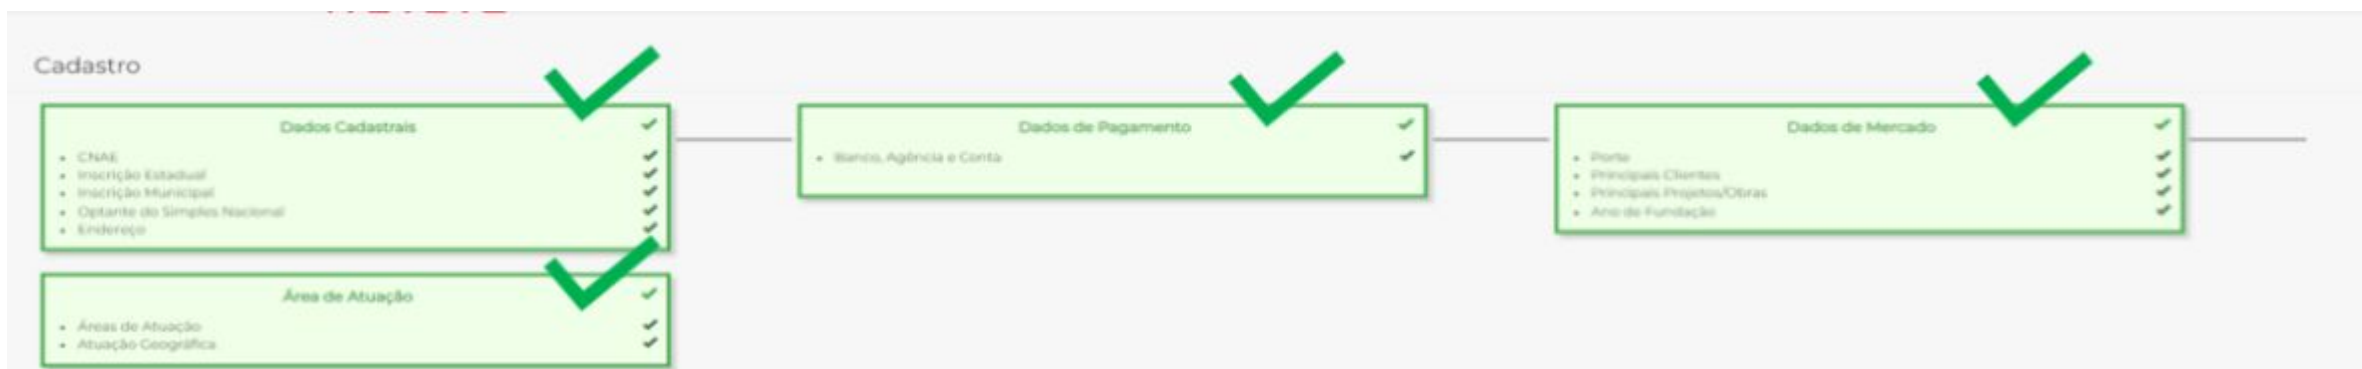 Cadastro
Dados Cadastrais
• CNAE
• Inscrição Estadual
• Inscrição Municipal
• Optante do Simples Nacional
• Endereço
Dados de Pagamento
• Banco, Agência e Conta
Dados de Mercado
• Porte
• Principais Clientes
• Principais Projetos/Obras
• Ano de Fundação
Área de Atuação
• Áreas de Atuação
• Atuação Geográfica